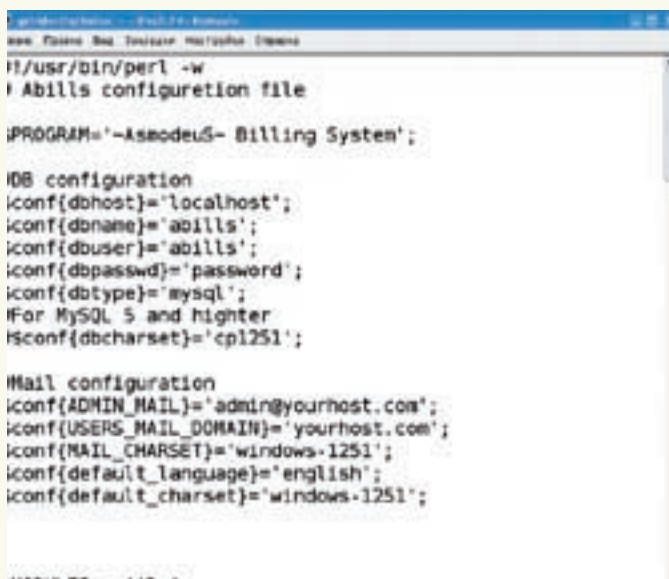 #!/usr/bin/perl -w
# Abills configuretion file
$PROGRAM='~AsmodeuS~ Billing System';
#DB configuration
$conf{dbhost}='localhost';
$conf{dbname}='abills';
$conf{dbuser}='abills';
$conf{dbpasswd}='password';
$conf{dbtype}='mysql';
#For MySQL 5 and highter
#$conf{dbcharset}='cp1251';
#Mail configuration
$conf{ADMIN_MAIL}='admin@yourhost.com';
$conf{USERS_MAIL_DOMAIN}='yourhost.com';
$conf{MAIL_CHARSET}='windows-1251';
$conf{default_language}='english';
$conf{default_charset}='windows-1251';